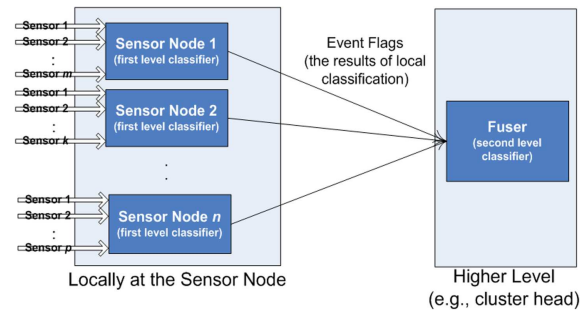 Sensor 1
Sensor 2
:
Sensor m
Sensor Node 1
(first level classifier)
Sensor 1
Sensor 2
:
Sensor k
Sensor Node 2
(first level classifier)
:
Sensor 1
Sensor 2
:
Sensor p
Sensor Node n
(first level classifier)
Locally at the Sensor Node
Event Flags
(the results of local
classification)
Fuser
(second level
classifier)
Higher Level
(e.g., cluster head)